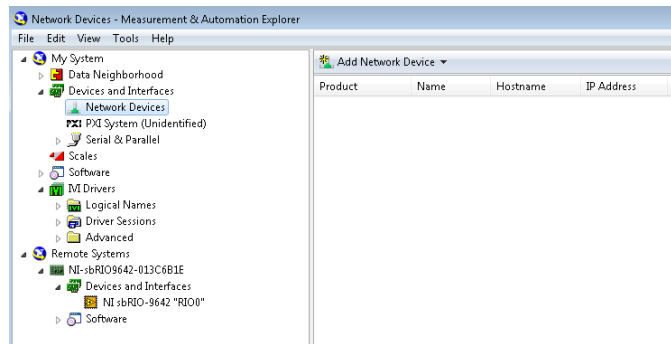 Network Devices - Measurement & Automation Explorer
File Edit View Tools Help
My System
Data Neighborhood
Devices and Interfaces
Network Devices
PXI PXI System (Unidentified)
Serial & Parallel
Scales
Software
IVI Drivers
Logical Names
Driver Sessions
Advanced
Remote Systems
NI-sbRIO9642-013C6B1E
Devices and Interfaces
NI sbRIO-9642 "RIO0"
Software
Add Network Device
Product Name Hostname IP Address